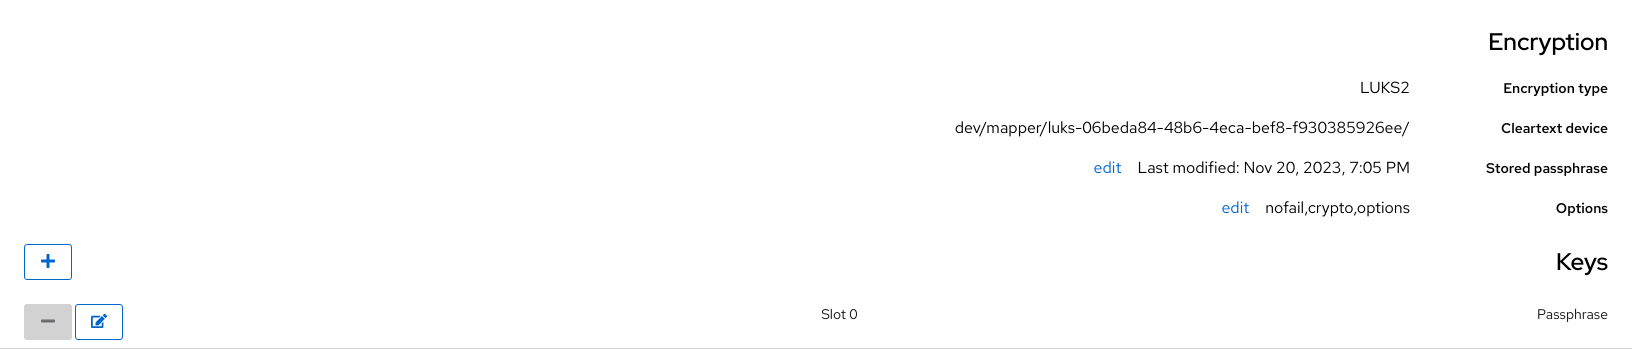 Encryption
Encryption type LUKS2
Cleartext device dev/mapper/luks-06beda84-48b6-4eca-bef8-f930385926ee/
Stored passphrase Last modified: Nov 20, 2023, 7:05 PM edit
Options nofail,crypto,options edit
Keys
Passphrase Slot 0